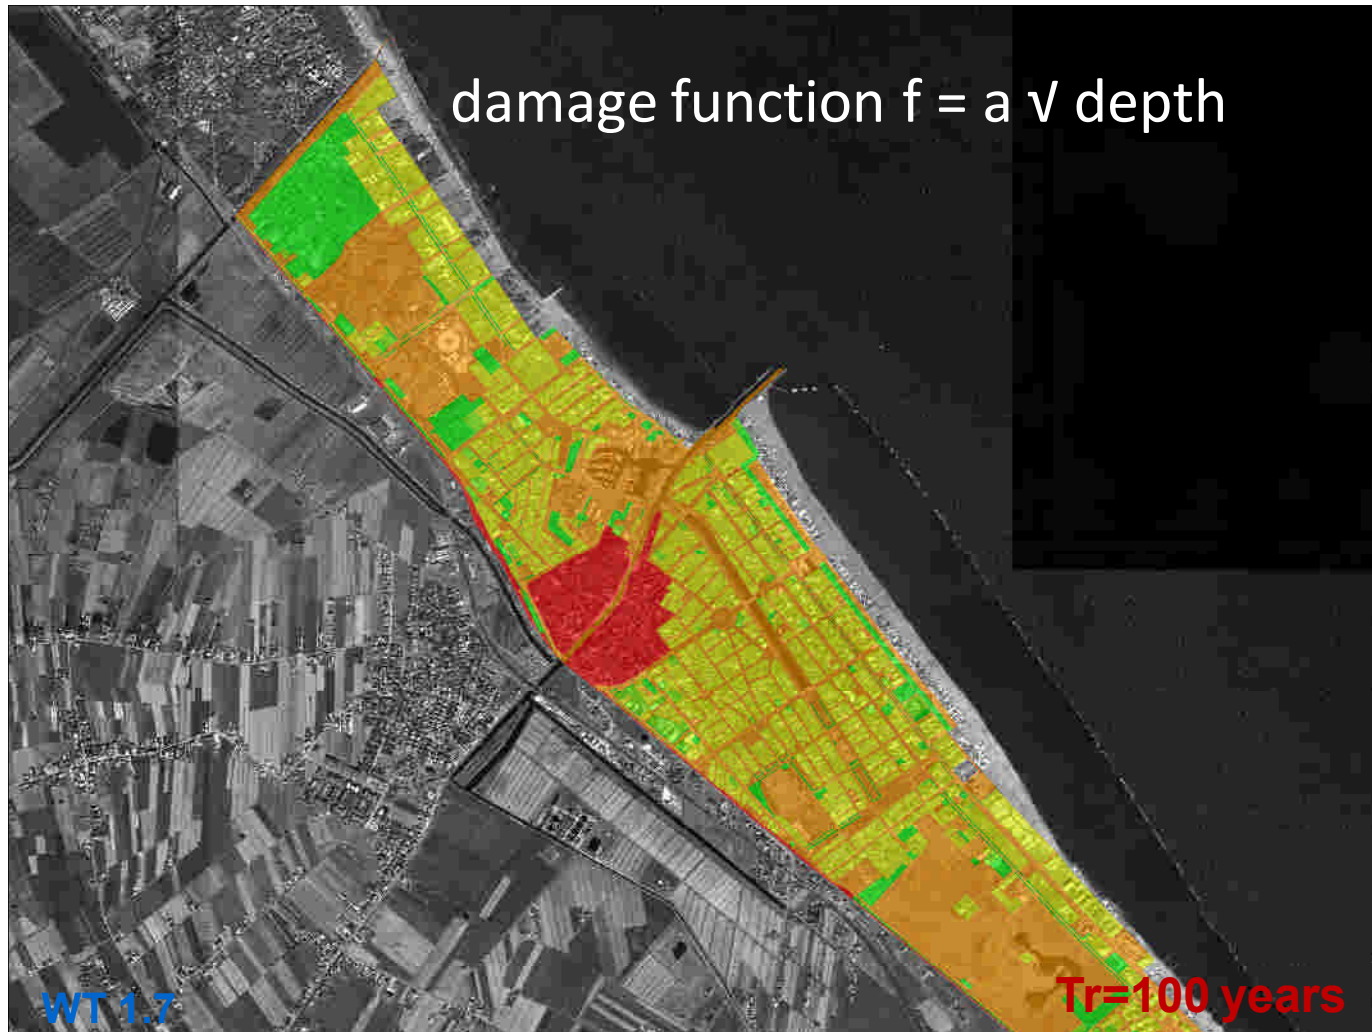 damage function f = a √ depth
WT 1.7
Tr=100 years